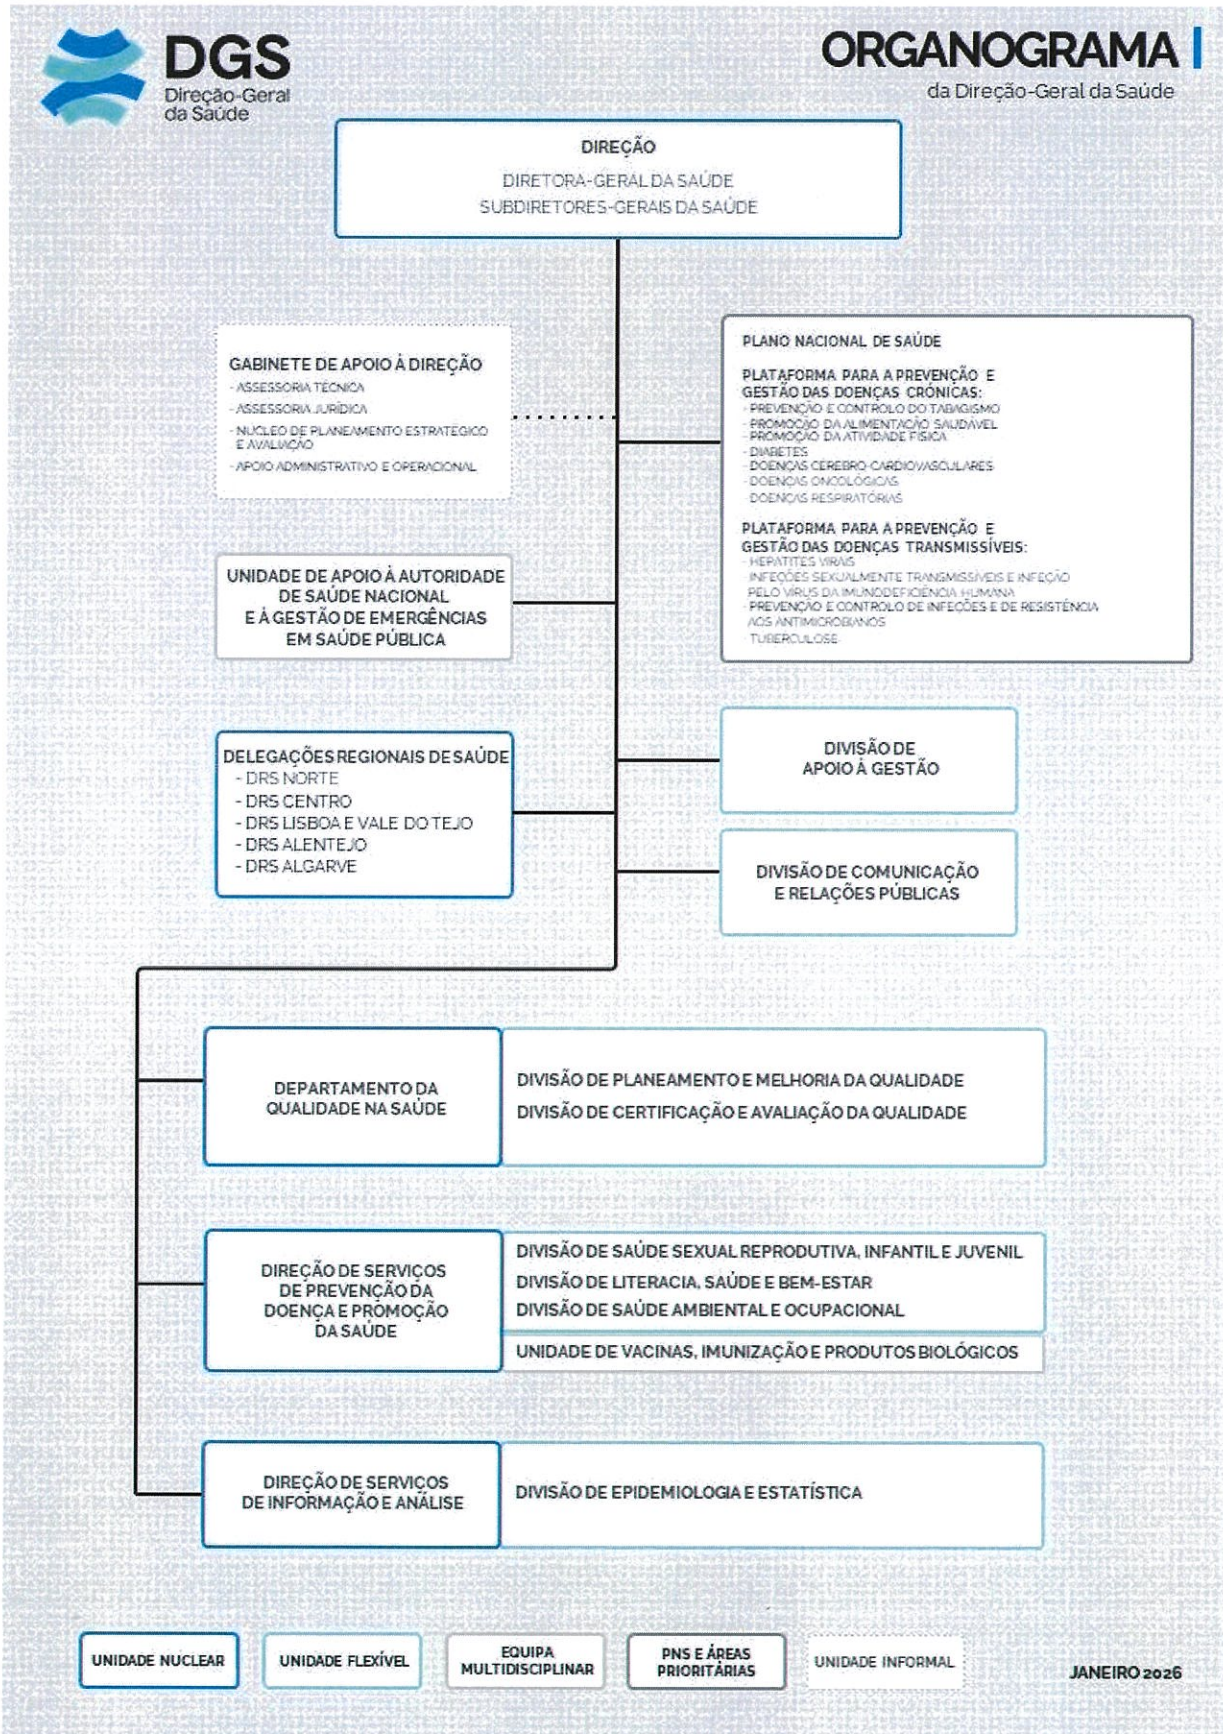 DGS
Direção-Geral
da Saúde
ORGANOGRAMA
da Direção-Geral da Saúde
DIREÇÃO
DIRETORA-GERAL DA SAÚDE
SUBDIRETORES-GERAIS DA SAÚDE
GABINETE DE APOIO À DIREÇÃO
- ASSESSORIA TÉCNICA
- ASSESSORIA JURÍDICA
- NÚCLEO DE PLANEAMENTO ESTRATÉGICO
E AVALIAÇÃO
- APOIO ADMINISTRATIVO E OPERACIONAL
PLANO NACIONAL DE SAÚDE
PLATAFORMA PARA A PREVENÇÃO E
GESTÃO DAS DOENÇAS CRÓNICAS:
- PREVENÇÃO E CONTROLO DO TABAGISMO
- PROMOÇÃO DA ALIMENTAÇÃO SAUDÁVEL
- PROMOÇÃO DA ATIVIDADE FÍSICA
- DIABETES
- DOENÇAS CÉREBRO-CARDIOVASCULARES
- DOENÇAS ONCOLÓGICAS
- DOENÇAS RESPIRATÓRIAS
PLATAFORMA PARA A PREVENÇÃO E
GESTÃO DAS DOENÇAS TRANSMISSÍVEIS:
- HEPATITES VIRAIS
- INFEÇÕES SEXUALMENTE TRANSMISSÍVEIS E INFEÇÃO
PELO VÍRUS DA IMUNODEFICIÊNCIA HUMANA
- PREVENÇÃO E CONTROLO DE INFEÇÕES E DE RESISTÊNCIA
AOS ANTIMICROBIANOS
- TUBERCULOSE
UNIDADE DE APOIO À AUTORIDADE
DE SAÚDE NACIONAL
E À GESTÃO DE EMERGÊNCIAS
EM SAÚDE PÚBLICA
DELEGAÇÕES REGIONAIS DE SAÚDE
- DRS NORTE
- DRS CENTRO
- DRS LISBOA E VALE DO TEJO
- DRS ALENTEJO
- DRS ALGARVE
DIVISÃO DE
APOIO À GESTÃO
DIVISÃO DE COMUNICAÇÃO
E RELAÇÕES PÚBLICAS
DEPARTAMENTO DA
QUALIDADE NA SAÚDE
DIVISÃO DE PLANEAMENTO E MELHORIA DA QUALIDADE
DIVISÃO DE CERTIFICAÇÃO E AVALIAÇÃO DA QUALIDADE
DIREÇÃO DE SERVIÇOS
DE PREVENÇÃO DA
DOENÇA E PROMOÇÃO
DA SAÚDE
DIVISÃO DE SAÚDE SEXUAL REPRODUTIVA, INFANTIL E JUVENIL
DIVISÃO DE LITERACIA, SAÚDE E BEM-ESTAR
DIVISÃO DE SAÚDE AMBIENTAL E OCUPACIONAL
UNIDADE DE VACINAS, IMUNIZAÇÃO E PRODUTOS BIOLÓGICOS
DIREÇÃO DE SERVIÇOS
DE INFORMAÇÃO E ANÁLISE
DIVISÃO DE EPIDEMIOLOGIA E ESTATÍSTICA
UNIDADE NUCLEAR
UNIDADE FLEXÍVEL
EQUIPA
MULTIDISCIPLINAR
PNS E ÁREAS
PRIORITÁRIAS
UNIDADE INFORMAL
JANEIRO 2026